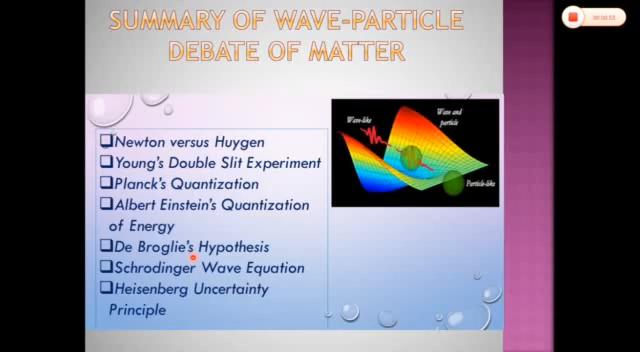 SUMMARY OF WAVE-PARTICLE
DEBATE OF MATTER
Newton versus Huygen
Young's Double Slit Experiment
Planck's Quantization
Albert Einstein's Quantization
of Energy
De Broglie's Hypothesis
Schrodinger Wave Equation
Heisenberg Uncertainty
Principle
Wave-like
Wave and
particle
Particle-like